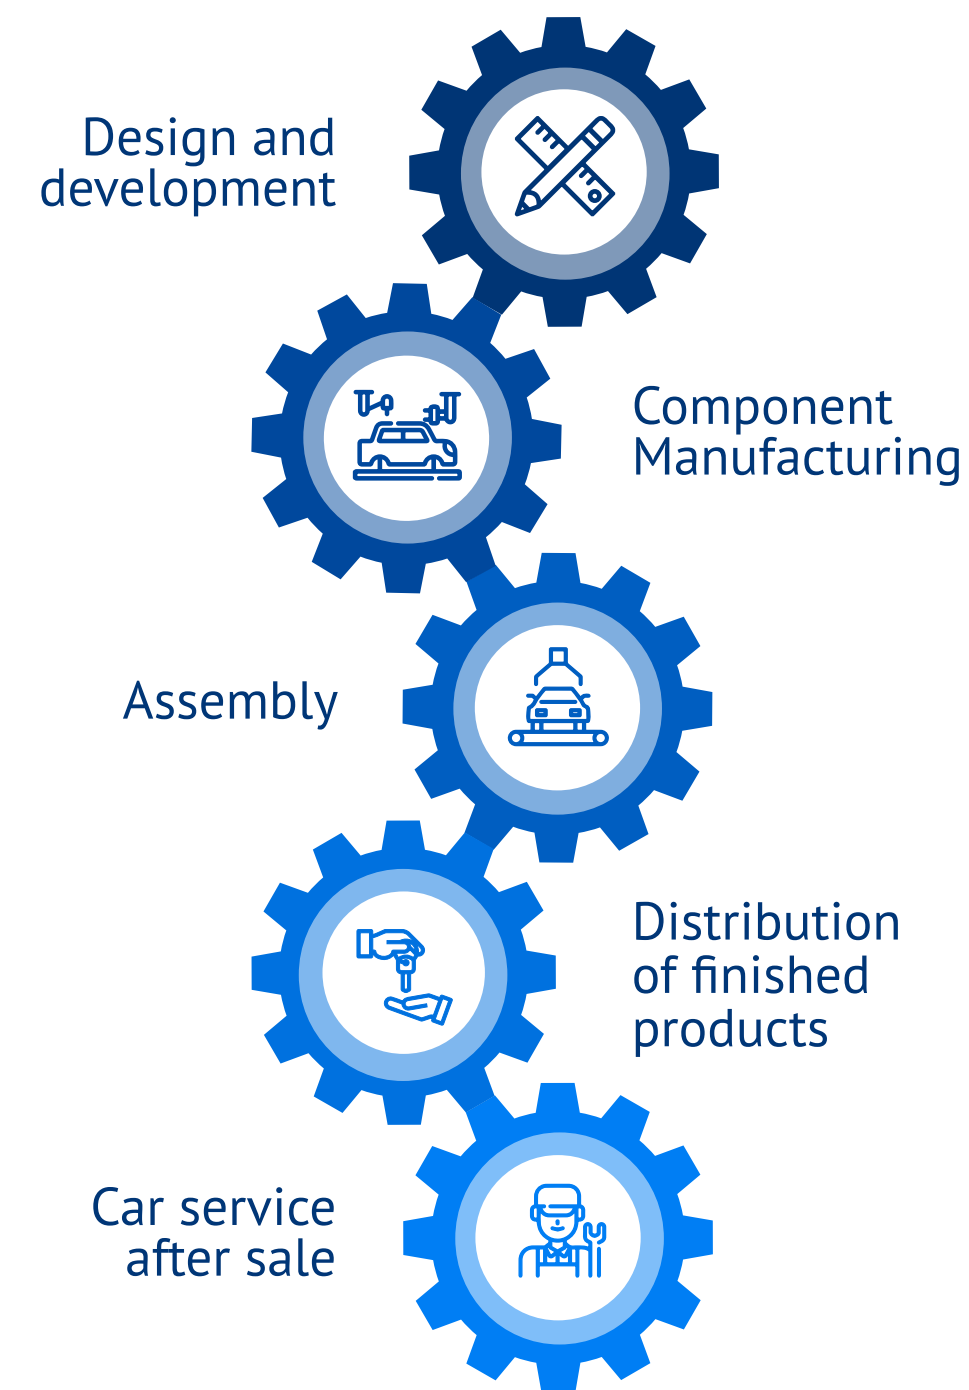 Design and
development
Component
Manufacturing
Assembly
Distribution
of finished
products
Car service
after sale